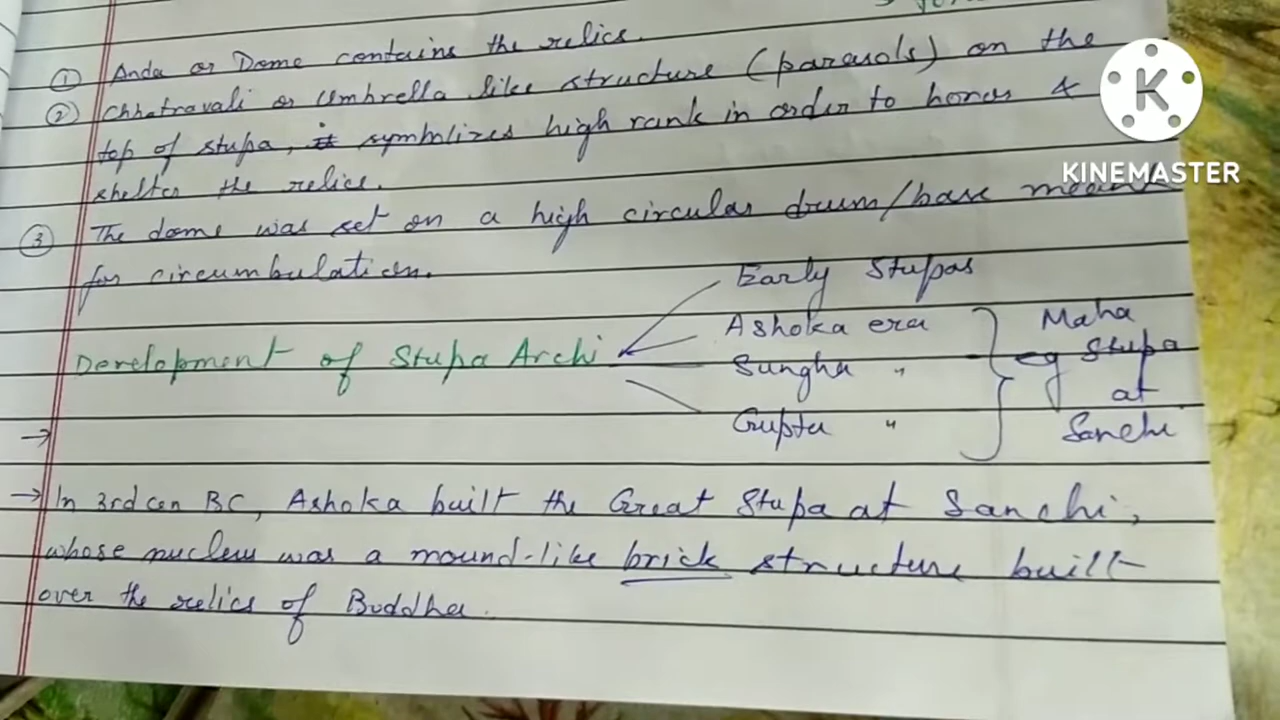 ① Anda or Dome contains the relics.
② Chhatravali or Umbrella like structure (parasols) on the
top of stupa, it symbolizes high rank in order to honor &
shelter the relics.
③ The dome was set on a high circular drum/base meant
for circumbulation.
Development of Stupa Archi
Early Stupas
Ashoka era
Sungha "
Gupta "
Maha
eg Stupa
at
Sanchi
→
→ In 3rd cen BC, Ashoka built the Great Stupa at Sanchi,
whose nucleus was a mound-like brick structure built
over the relics of Buddha.
K
KINEMASTER